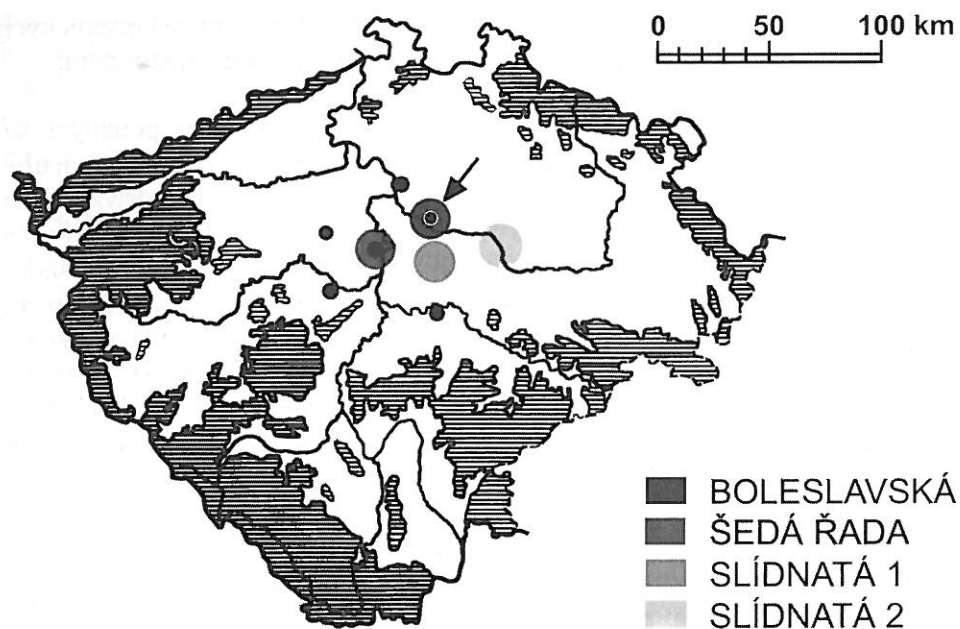 0 50 100 km
BOLESLAVSKÁ
ŠEDÁ ŘADA
SLÍDNATÁ 1
SLÍDNATÁ 2